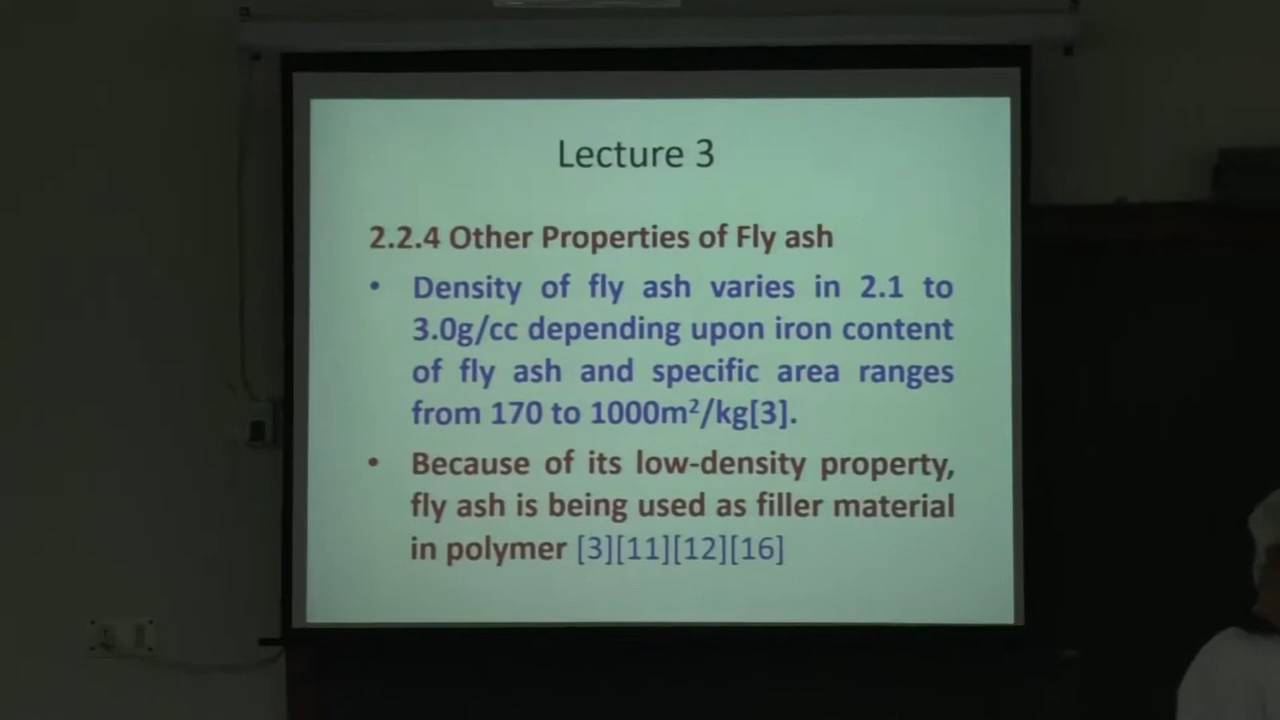 Lecture 3
2.2.4 Other Properties of Fly ash
• Density of fly ash varies in 2.1 to
3.0g/cc depending upon iron content
of fly ash and specific area ranges
from 170 to 1000m²/kg[3].
• Because of its low-density property,
fly ash is being used as filler material
in polymer [3][11][12][16]